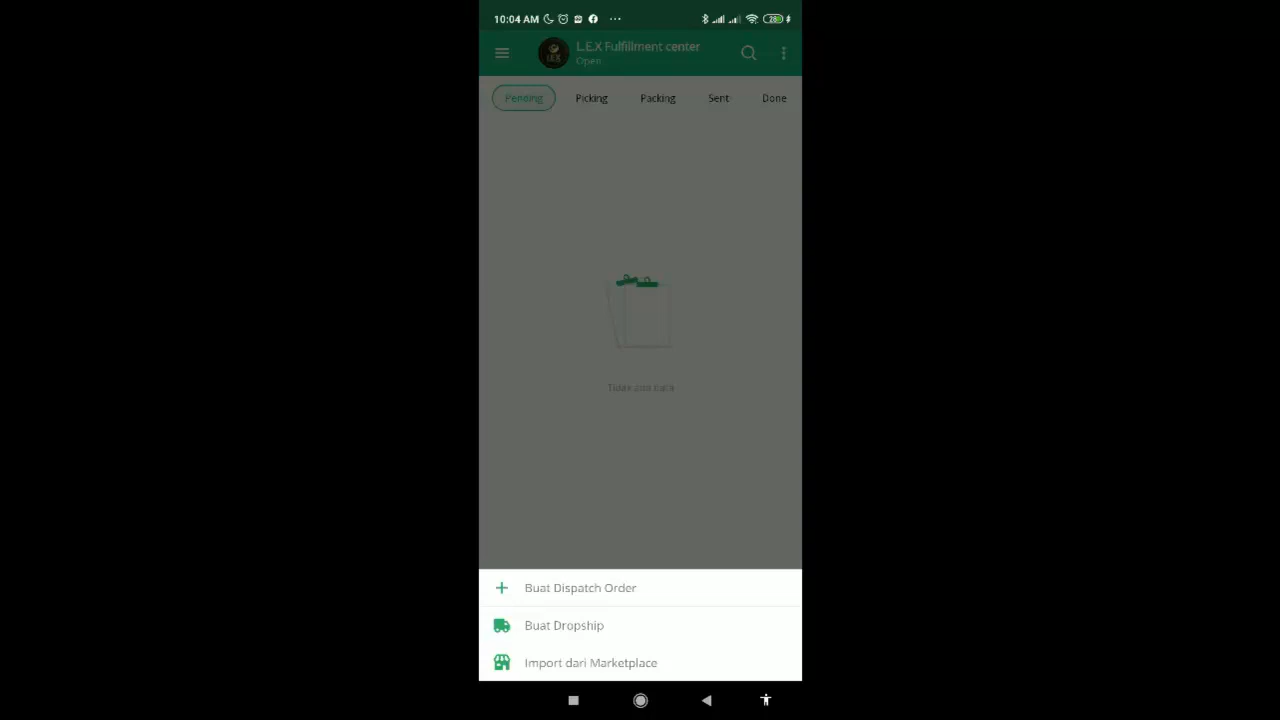 10:04 AM
28
L.E.X Fulfillment center
Open
Pending Picking Packing Sent Done
Tidak ada data
Buat Dispatch Order
Buat Dropship
Import dari Marketplace